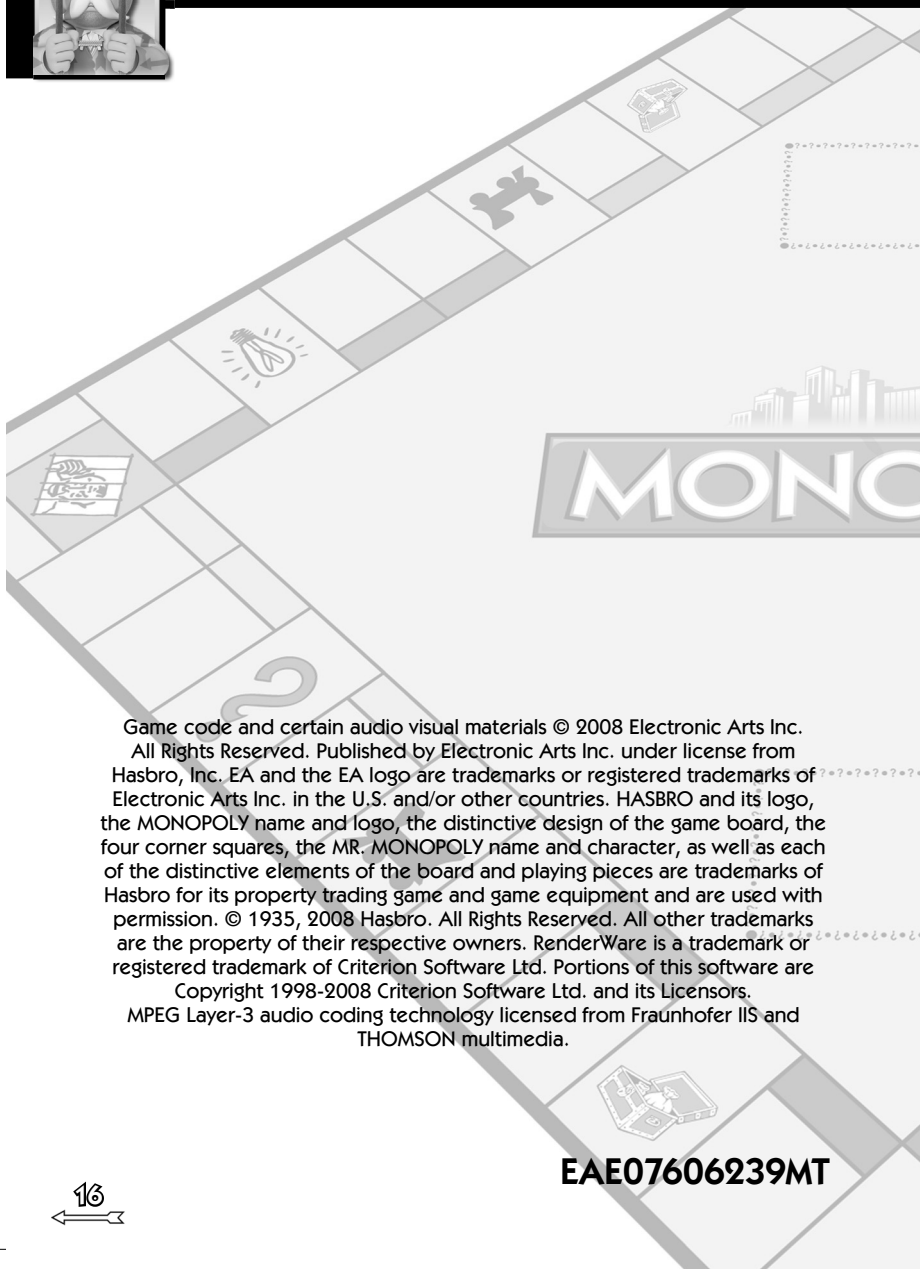 MONO
Game code and certain audio visual materials © 2008 Electronic Arts Inc.
All Rights Reserved. Published by Electronic Arts Inc. under license from
Hasbro, Inc. EA and the EA logo are trademarks or registered trademarks of
Electronic Arts Inc. in the U.S. and/or other countries. HASBRO and its logo,
the MONOPOLY name and logo, the distinctive design of the game board, the
four corner squares, the MR. MONOPOLY name and character, as well as each
of the distinctive elements of the board and playing pieces are trademarks of
Hasbro for its property trading game and game equipment and are used with
permission. © 1935, 2008 Hasbro. All Rights Reserved. All other trademarks
are the property of their respective owners. RenderWare is a trademark or
registered trademark of Criterion Software Ltd. Portions of this software are
Copyright 1998-2008 Criterion Software Ltd. and its Licensors.
MPEG Layer-3 audio coding technology licensed from Fraunhofer IIS and
THOMSON multimedia.
EAE07606239MT
16